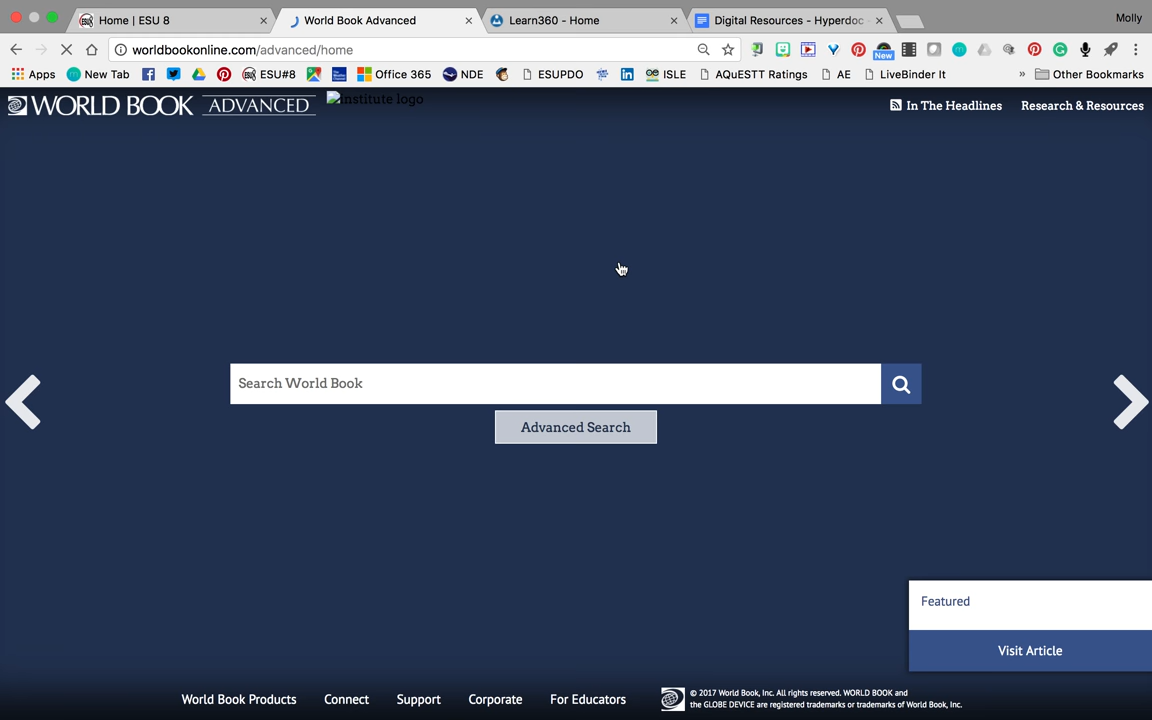 Home | ESU 8
World Book Advanced
Learn360 - Home
Digital Resources - Hyperdoc
Molly
worldbookonline.com/advanced/home
New
Apps
New Tab
ESU#8
Office 365
NDE
ESUPDO
ISLE
AQuESTT Ratings
AE
LiveBinder It
»
Other Bookmarks
WORLD BOOK ADVANCED
institute logo
In The Headlines
Research & Resources
Search World Book
Advanced Search
Featured
Visit Article
World Book Products
Connect
Support
Corporate
For Educators
© 2017 World Book, Inc. All rights reserved. WORLD BOOK and
the GLOBE DEVICE are registered trademarks or trademarks of World Book, Inc.